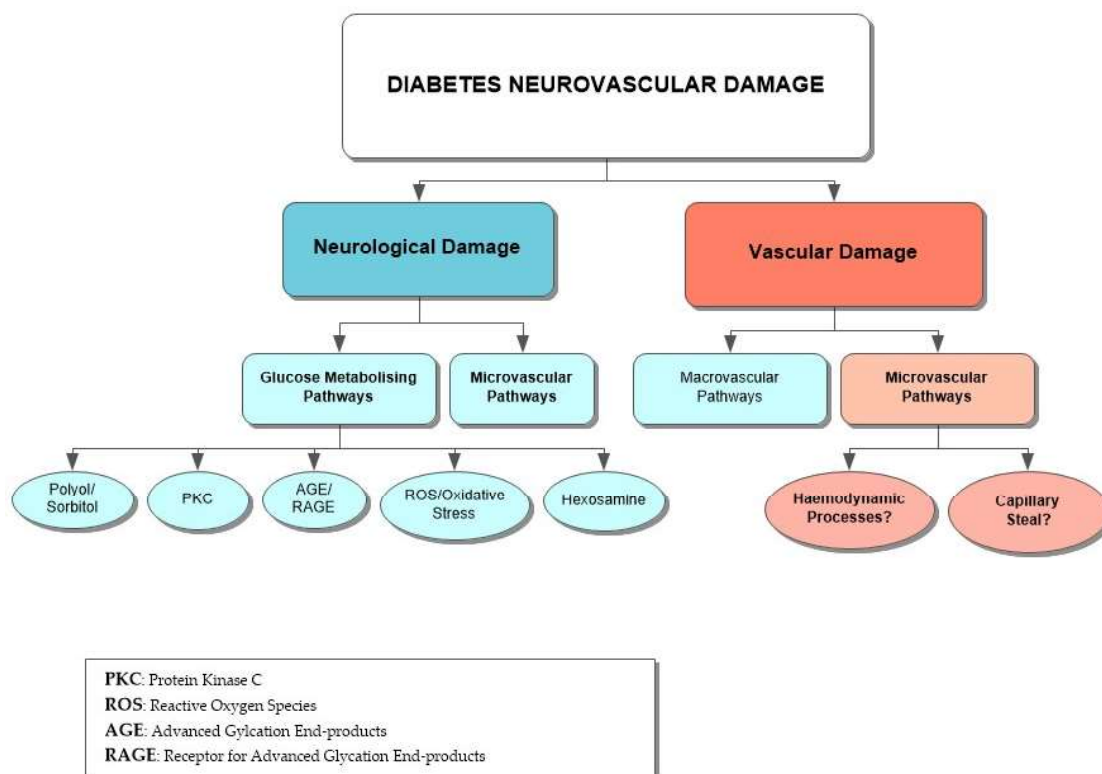 DIABETES NEUROVASCULAR DAMAGE
Neurological Damage
Vascular Damage
Glucose Metabolising
Pathways
Microvascular
Pathways
Macrovascular
Pathways
Microvascular
Pathways
Polyol/
Sorbitol
PKC
AGE/
RAGE
ROS/Oxidative
Stress
Hexosamine
Haemodynamic
Processes?
Capillary
Steal?
PKC: Protein Kinase C
ROS: Reactive Oxygen Species
AGE: Advanced Gylcation End-products
RAGE: Receptor for Advanced Glycation End-products